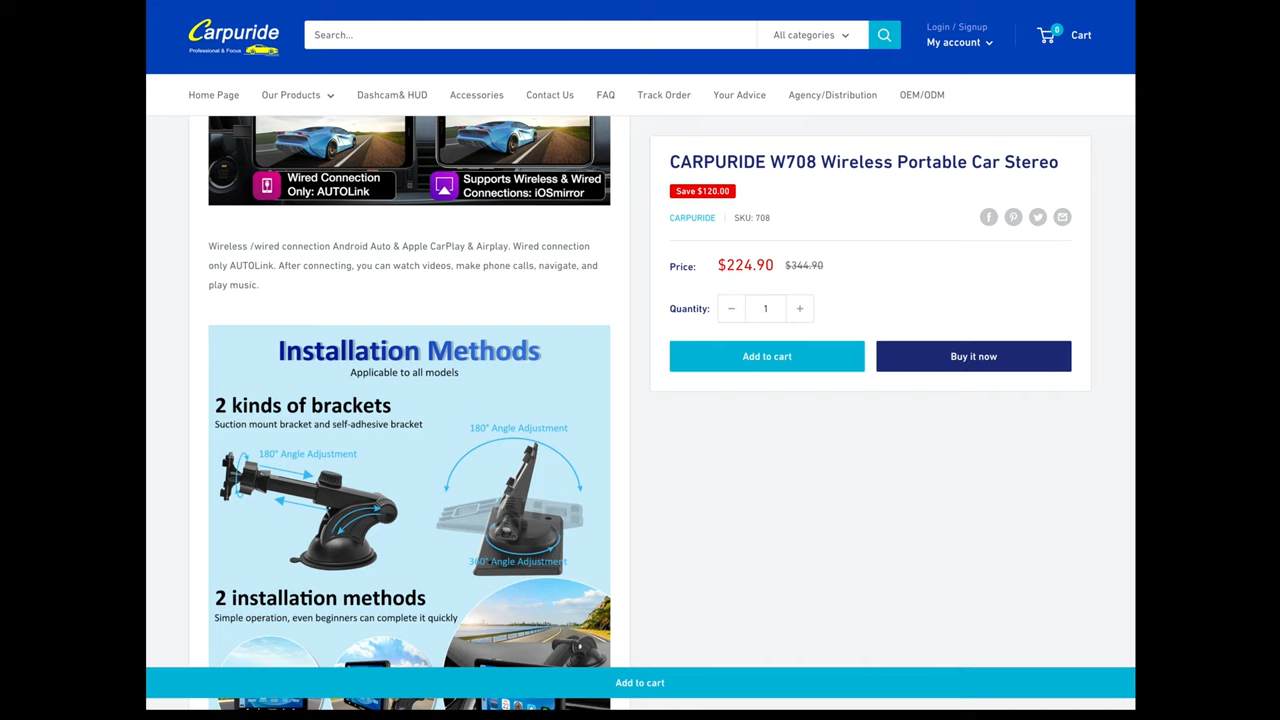 Carpuride
Professional & Focus
Search...
All categories
Login / Signup
My account
0
Cart
Home Page
Our Products
Dashcam& HUD
Accessories
Contact Us
FAQ
Track Order
Your Advice
Agency/Distribution
OEM/ODM
Wired Connection
Only: AUTOLink
Supports Wireless & Wired
Connections: iOSmirror
Wireless /wired connection Android Auto & Apple CarPlay & Airplay. Wired connection
only AUTOLink. After connecting, you can watch videos, make phone calls, navigate, and
play music.
Installation Methods
Applicable to all models
2 kinds of brackets
Suction mount bracket and self-adhesive bracket
180° Angle Adjustment
180° Angle Adjustment
360° Angle Adjustment
2 installation methods
Simple operation, even beginners can complete it quickly
CARPURIDE W708 Wireless Portable Car Stereo
Save $120.00
CARPURIDE
SKU: 708
Price:
$224.90
$344.90
Quantity:
− 1 +
Add to cart
Buy it now
Add to cart